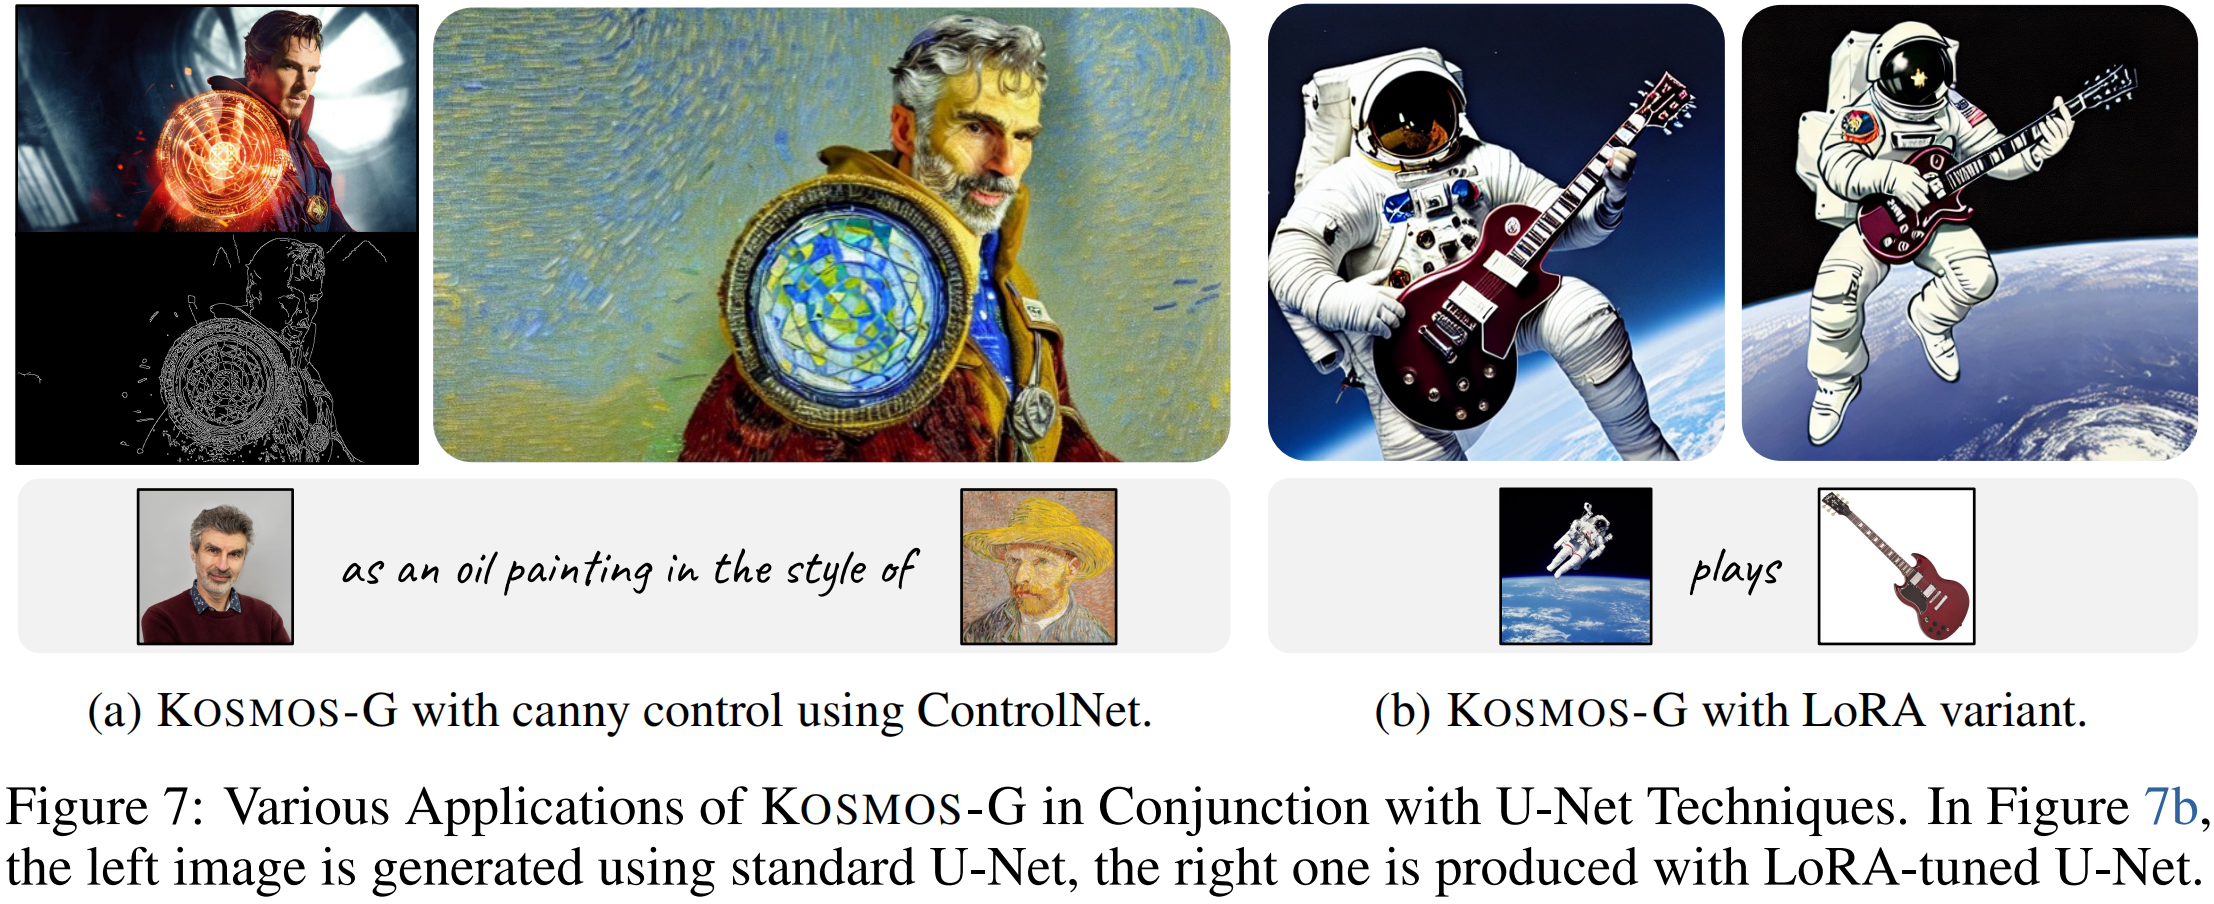 as an oil painting in the style of
plays
(a) KOSMOS-G with canny control using ControlNet.
(b) KOSMOS-G with LoRA variant.
Figure 7: Various Applications of KOSMOS-G in Conjunction with U-Net Techniques. In Figure 7b,
the left image is generated using standard U-Net, the right one is produced with LoRA-tuned U-Net.